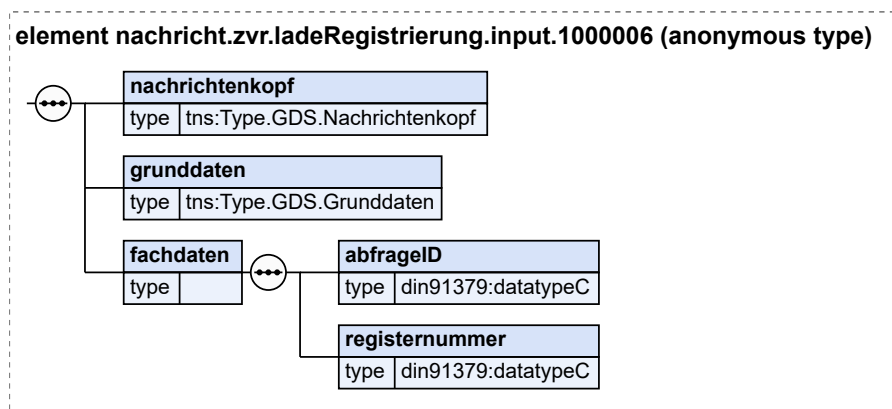 element nachricht.zvr.ladeRegistrierung.input.1000006 (anonymous type)
nachrichtenkopf
type tns:Type.GDS.Nachrichtenkopf
grunddaten
type tns:Type.GDS.Grunddaten
fachdaten
type
abfrageID
type din91379:datatypeC
registernummer
type din91379:datatypeC